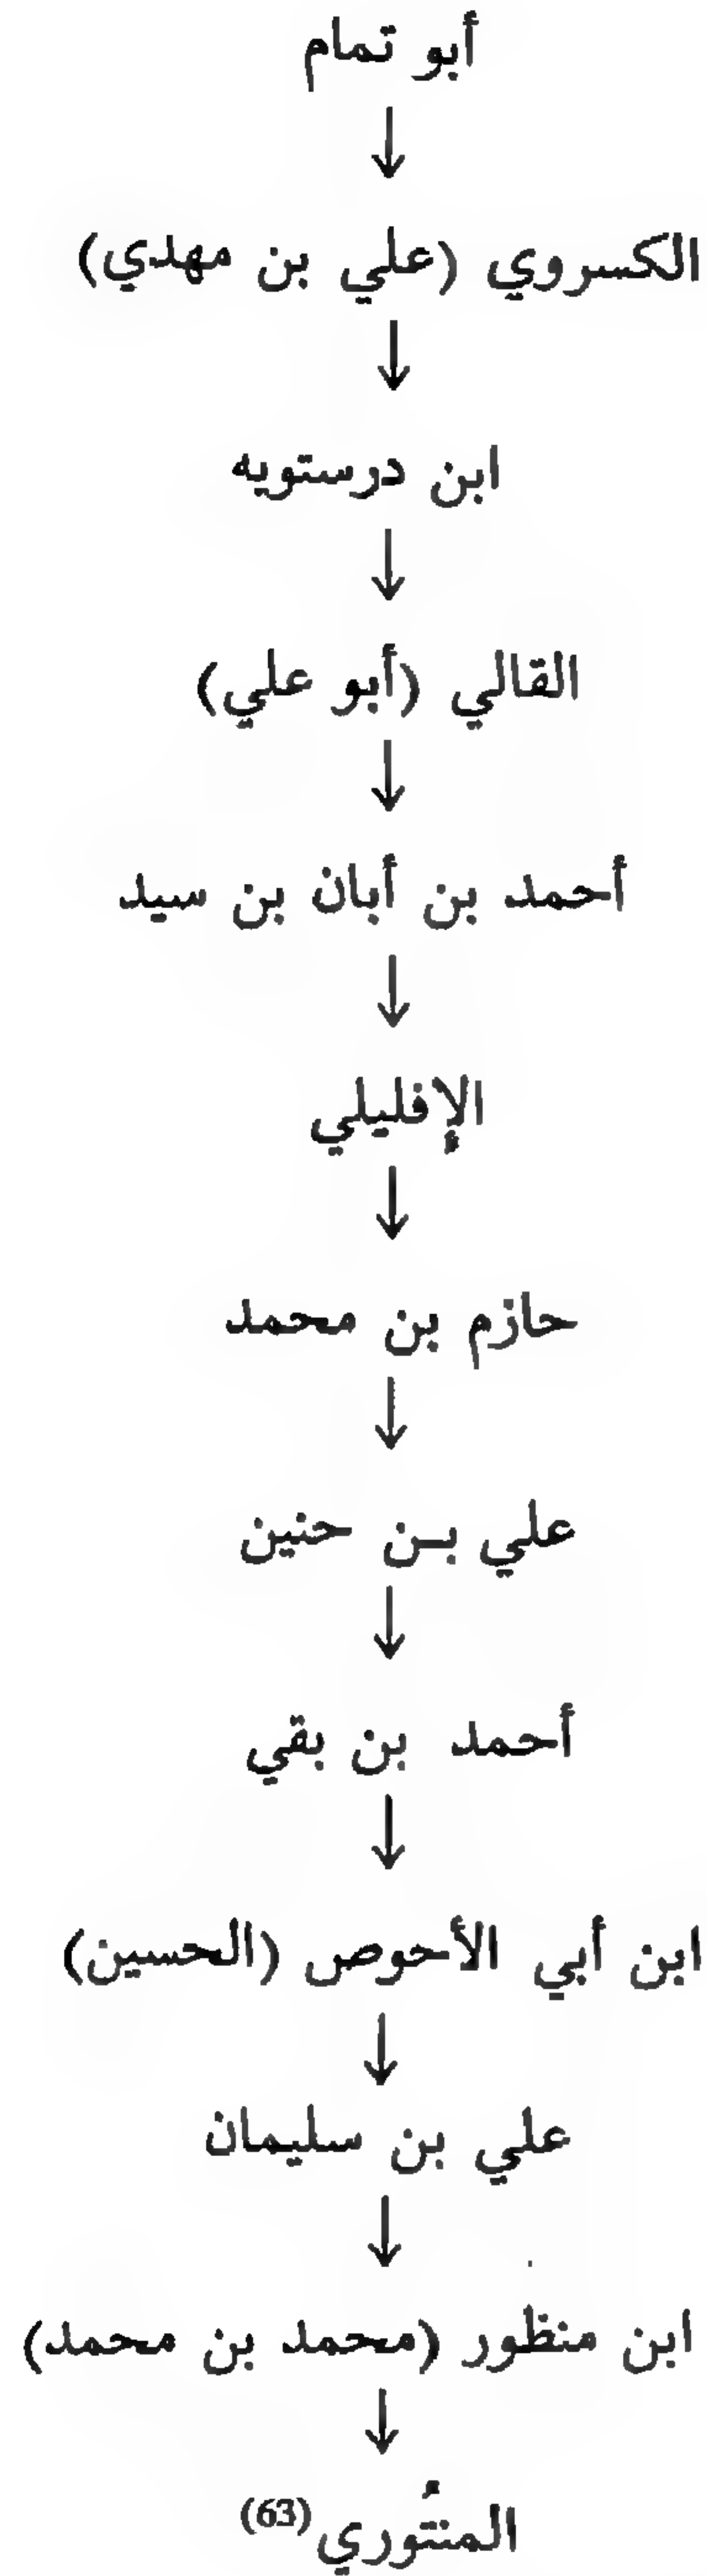 أبو تمام
↓
الكسروي (علي بن مهدي)
↓
ابن درستويه
↓
القالي (أبو علي)
↓
أحمد بن أبان بن سيد
↓
الإفليلي
↓
حازم بن محمد
↓
علي بن حنين
↓
أحمد بن بقي
↓
ابن أبي الأحوص (الحسين)
↓
علي بن سليمان
↓
ابن منظور (محمد بن محمد)
↓
المنتُوري (63)